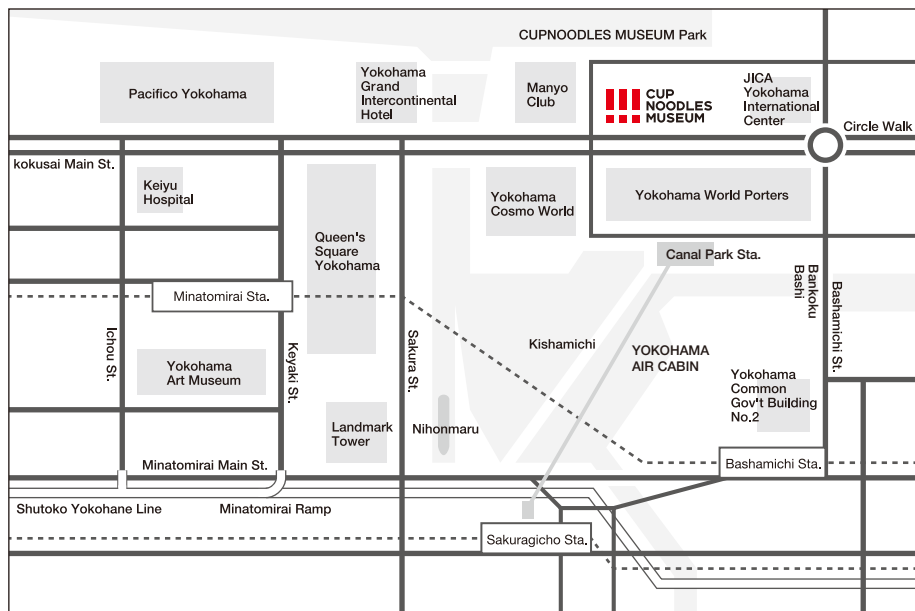 CUPNOODLES MUSEUM Park
Pacifico Yokohama
Yokohama
Grand
Intercontinental
Hotel
Manyo
Club
CUP
NOODLES
MUSEUM
JICA
Yokohama
International
Center
Circle Walk
kokusai Main St.
Keiyu
Hospital
Queen's
Square
Yokohama
Yokohama
Cosmo World
Yokohama World Porters
Canal Park Sta.
Minatomirai Sta.
Bankoku
Bashi
Bashamichi St.
Ichou St.
Keyaki St.
Sakura St.
Kishamichi
YOKOHAMA
AIR CABIN
Yokohama
Art Museum
Yokohama
Common
Gov't Building
No.2
Landmark
Tower
Nihonmaru
Minatomirai Main St.
Bashamichi Sta.
Shutoko Yokohane Line
Minatomirai Ramp
Sakuragicho Sta.